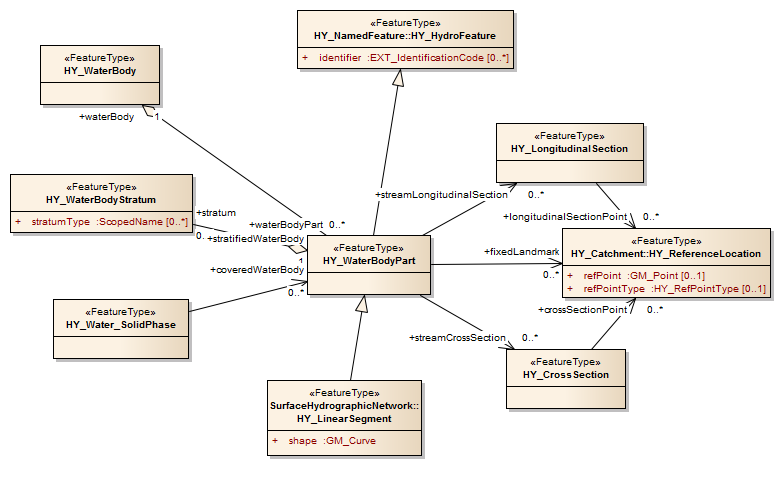 «FeatureType»
HY_NamedFeature::HY_HydroFeature
+ identifier :EXT_IdentificationCode [0..*]
«FeatureType»
HY_WaterBody
+waterBody 1
«FeatureType»
HY_LongitudinalSection
«FeatureType»
HY_WaterBodyStratum
+ stratumType :ScopedName [0..*]
+streamLongitudinalSection 0..*
+stratum
0..
+waterBodyPart 0..*
+longitudinalSectionPoint 0..*
+stratifiedWaterBody
1
«FeatureType»
HY_WaterBodyPart
+fixedLandmark
0..*
«FeatureType»
HY_Catchment::HY_ReferenceLocation
+ refPoint :GM_Point [0..1]
+ refPointType :HY_RefPointType [0..1]
+coveredWaterBody
0..*
«FeatureType»
HY_Water_SolidPhase
+crossSectionPoint 0..*
+streamCrossSection 0..*
«FeatureType»
HY_CrossSection
«FeatureType»
SurfaceHydrographicNetwork::
HY_LinearSegment
+ shape :GM_Curve